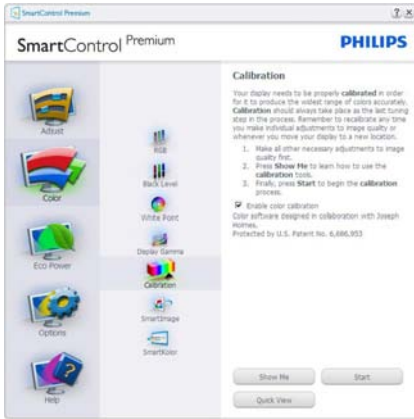 SmartControl Premium
SmartControl Premium
PHILIPS
Adjust
Color
Eco Power
Options
Help
RGB
Black Level
White Point
Display Gamma
Calibration
SmartImage
SmartKolor
Calibration
Your display needs to be properly calibrated in order
for it to produce the widest range of colors accurately.
Calibration should always take place as the last tuning
step in the process. Remember to recalibrate any time
you make individual adjustments to image quality or
whenever you move your display to a new location.
1. Make all other necessary adjustments to image
quality first.
2. Press Show Me to learn how to use the
calibration tools.
3. Finally, press Start to begin the calibration
process.
Enable color calibration
Color software designed in collaboration with Joseph
Holmes.
Protected by U.S. Patent No. 6,686,953
Show Me
Start
Quick View